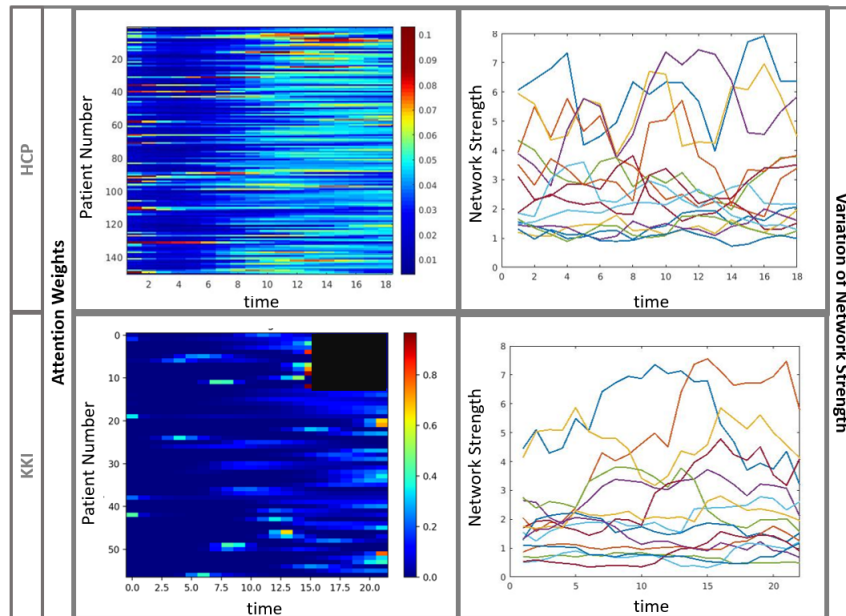 HCP
KKI
Attention Weights
Variation of Network Strength
Patient Number
20
40
60
80
100
120
140
2 4 6 8 10 12 14 16 18
time
0.1
0.09
0.08
0.07
0.06
0.05
0.04
0.03
0.02
0.01
Network Strength
8
7
6
5
4
3
2
1
0
0 2 4 6 8 10 12 14 16 18
time
Patient Number
0
10
20
30
40
50
0.0 2.5 5.0 7.5 10.0 12.5 15.0 17.5 20.0
time
0.8
0.6
0.4
0.2
0.0
Network Strength
8
7
6
5
4
3
2
1
0
0 5 10 15 20
time